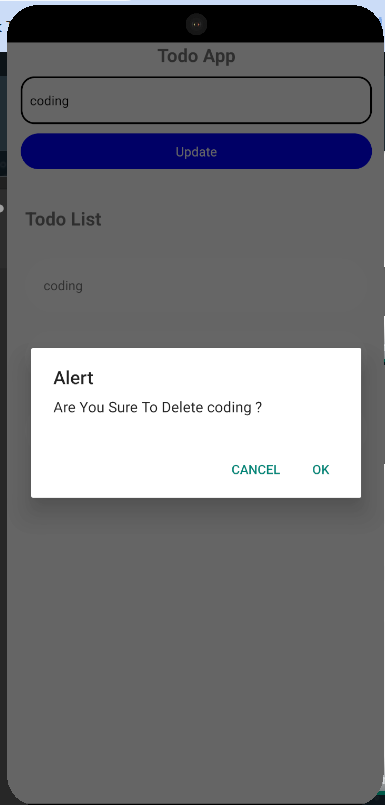 Todo App
coding
Update
Todo List
coding
Alert
Are You Sure To Delete coding ?
CANCEL OK